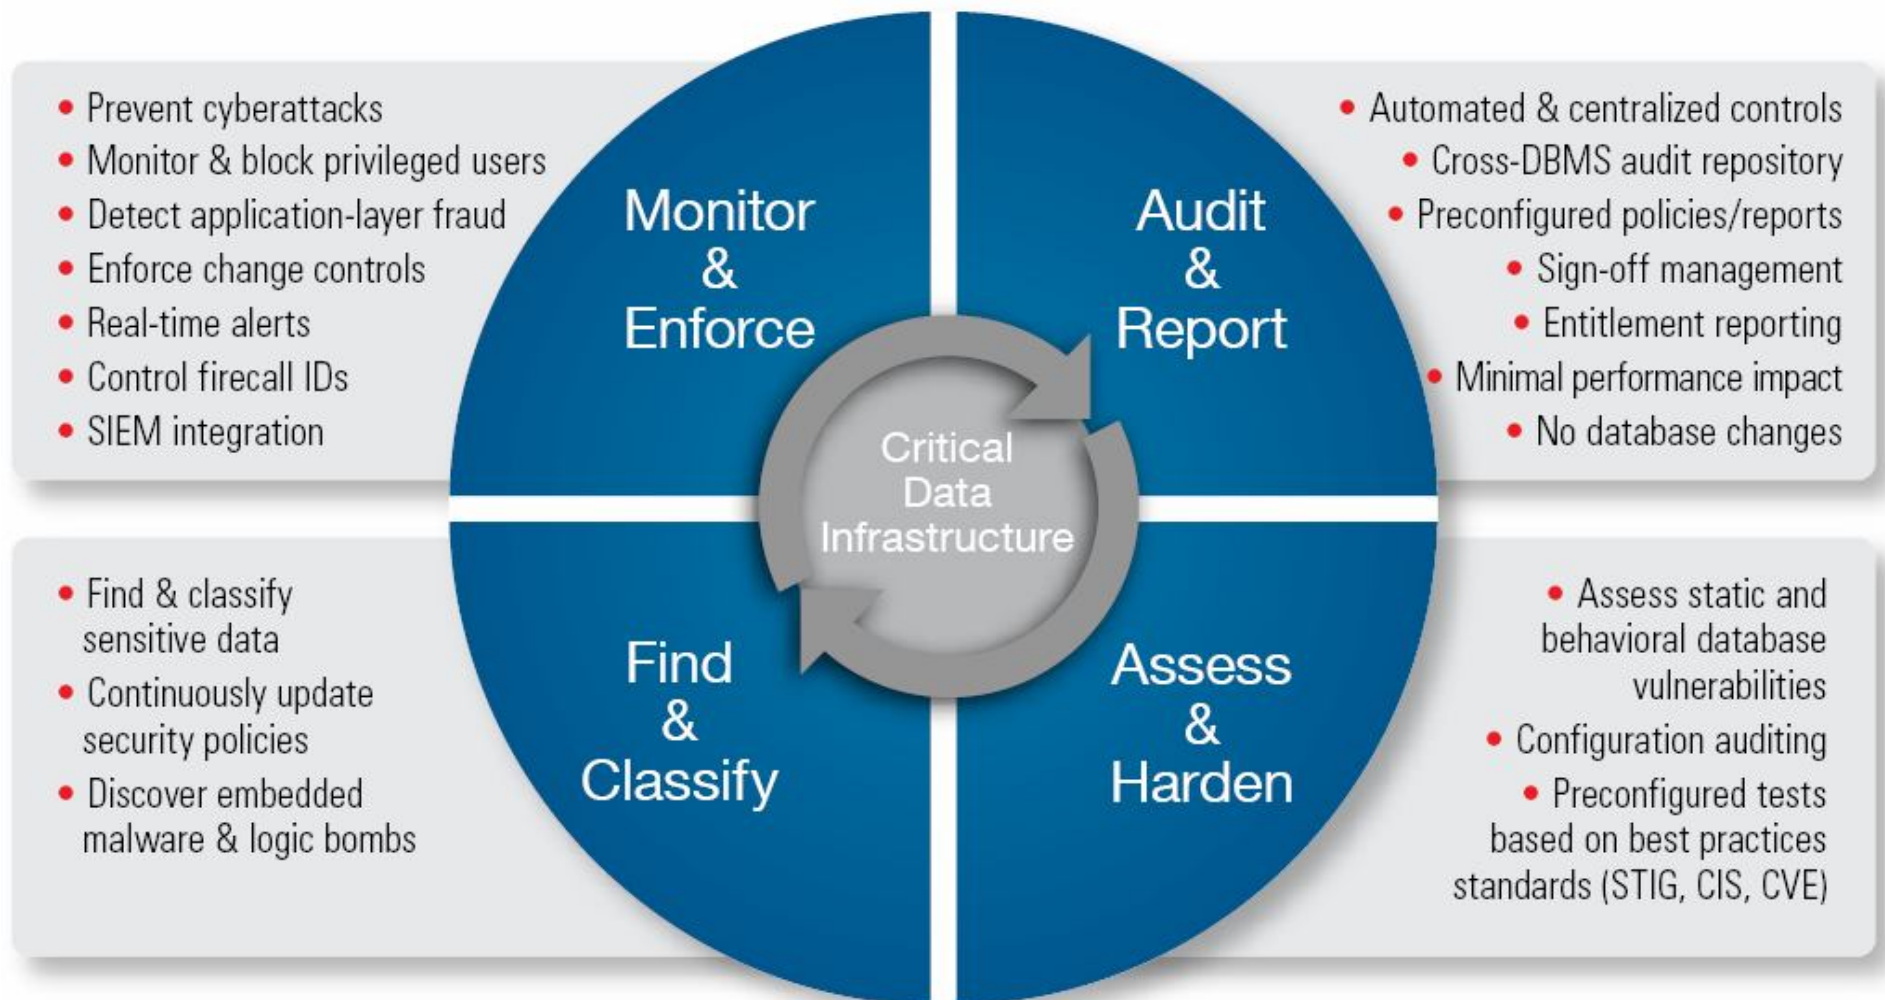 • Prevent cyberattacks
• Monitor & block privileged users
• Detect application-layer fraud
• Enforce change controls
• Real-time alerts
• Control firecall IDs
• SIEM integration
Monitor
&
Enforce
Audit
&
Report
• Automated & centralized controls
• Cross-DBMS audit repository
• Preconfigured policies/reports
• Sign-off management
• Entitlement reporting
• Minimal performance impact
• No database changes
Critical
Data
Infrastructure
• Find & classify
sensitive data
• Continuously update
security policies
• Discover embedded
malware & logic bombs
Find
&
Classify
Assess
&
Harden
• Assess static and
behavioral database
vulnerabilities
• Configuration auditing
• Preconfigured tests
based on best practices
standards (STIG, CIS, CVE)